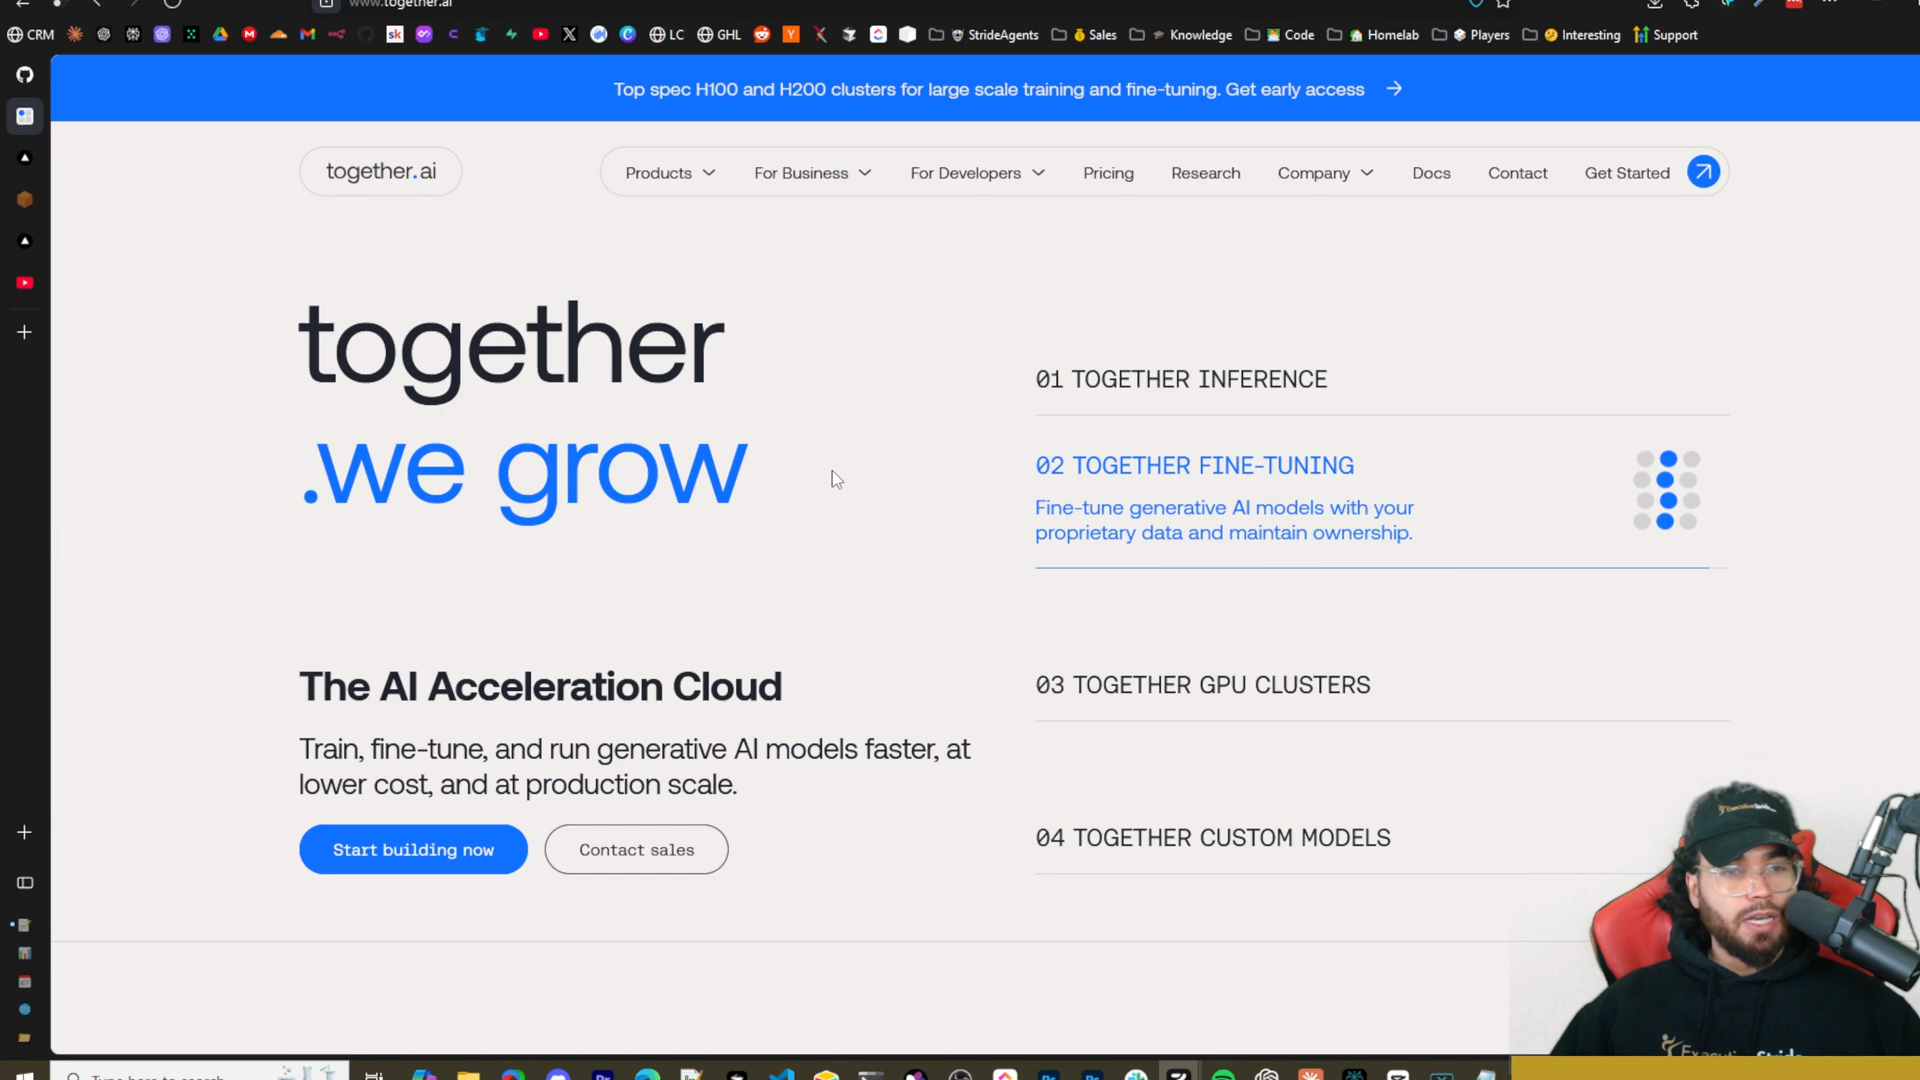 www.together.ai
CRM
sk
LC
GHL
StrideAgents
Sales
Knowledge
Code
Homelab
Players
Interesting
Support
Top spec H100 and H200 clusters for large scale training and fine-tuning. Get early access →
together.ai
Products
For Business
For Developers
Pricing
Research
Company
Docs
Contact
Get Started
together
.we grow
01 TOGETHER INFERENCE
02 TOGETHER FINE-TUNING
Fine-tune generative AI models with your
proprietary data and maintain ownership.
The AI Acceleration Cloud
Train, fine-tune, and run generative AI models faster, at
lower cost, and at production scale.
Start building now
Contact sales
03 TOGETHER GPU CLUSTERS
04 TOGETHER CUSTOM MODELS
Type here to search